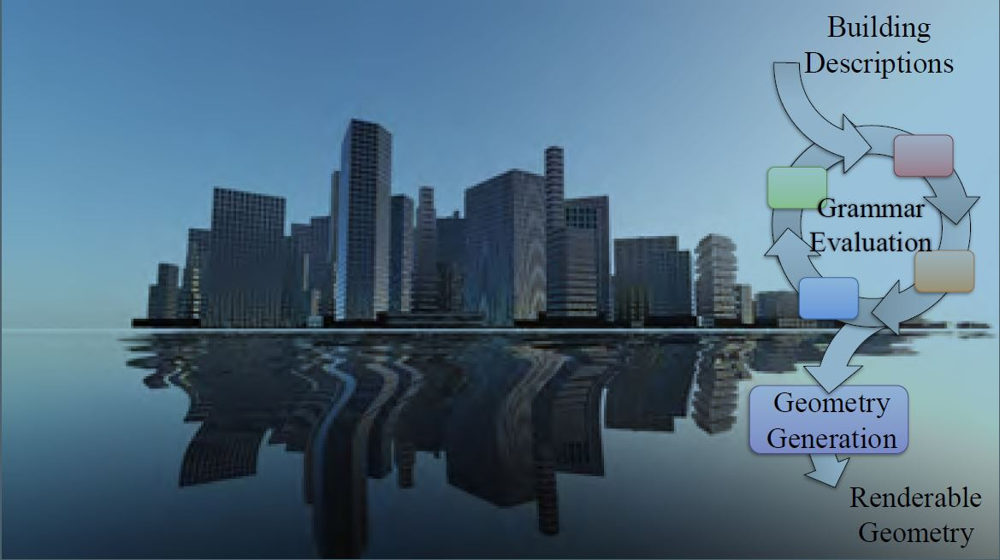 Building
Descriptions
Grammar
Evaluation
Geometry
Generation
Renderable
Geometry